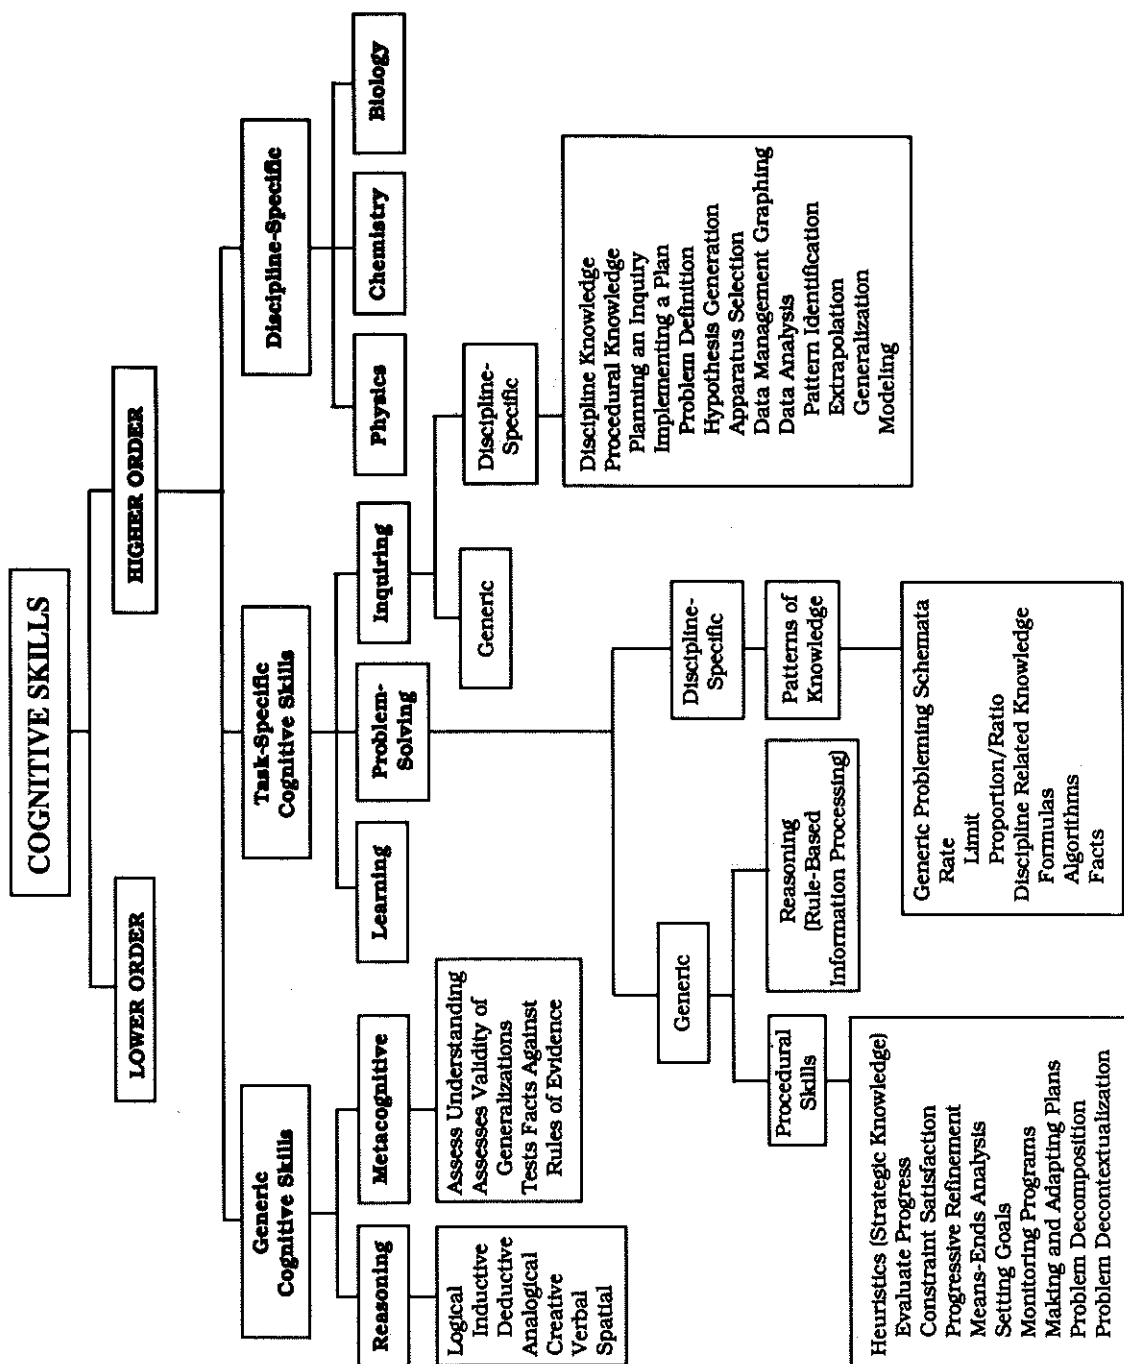 COGNITIVE SKILLS
LOWER ORDER
HIGHER ORDER
Generic
Cognitive Skills
Task-Specific
Cognitive Skills
Discipline-Specific
Reasoning
Metacognitive
Learning
Problem-
Solving
Inquiring
Physics
Chemistry
Biology
Logical
Inductive
Deductive
Analogical
Creative
Verbal
Spatial
Assess Understanding
Assesses Validity of
Generalizations
Tests Facts Against
Rules of Evidence
Generic
Discipline-
Specific
Discipline Knowledge
Procedural Knowledge
Planning an Inquiry
Implementing a Plan
Problem Definition
Hypothesis Generation
Apparatus Selection
Data Management Graphing
Data Analysis
Pattern Identification
Extrapolation
Generalization
Modeling
Generic
Discipline-
Specific
Procedural
Skills
Reasoning
(Rule-Based
Information Processing)
Patterns of
Knowledge
Heuristics (Strategic Knowledge)
Evaluate Progress
Constraint Satisfaction
Progressive Refinement
Means-Ends Analysis
Setting Goals
Monitoring Programs
Making and Adapting Plans
Problem Decomposition
Problem Decontextualization
Generic Probleming Schemata
Rate
Limit
Proportion/Ratio
Discipline Related Knowledge
Formulas
Algorithms
Facts